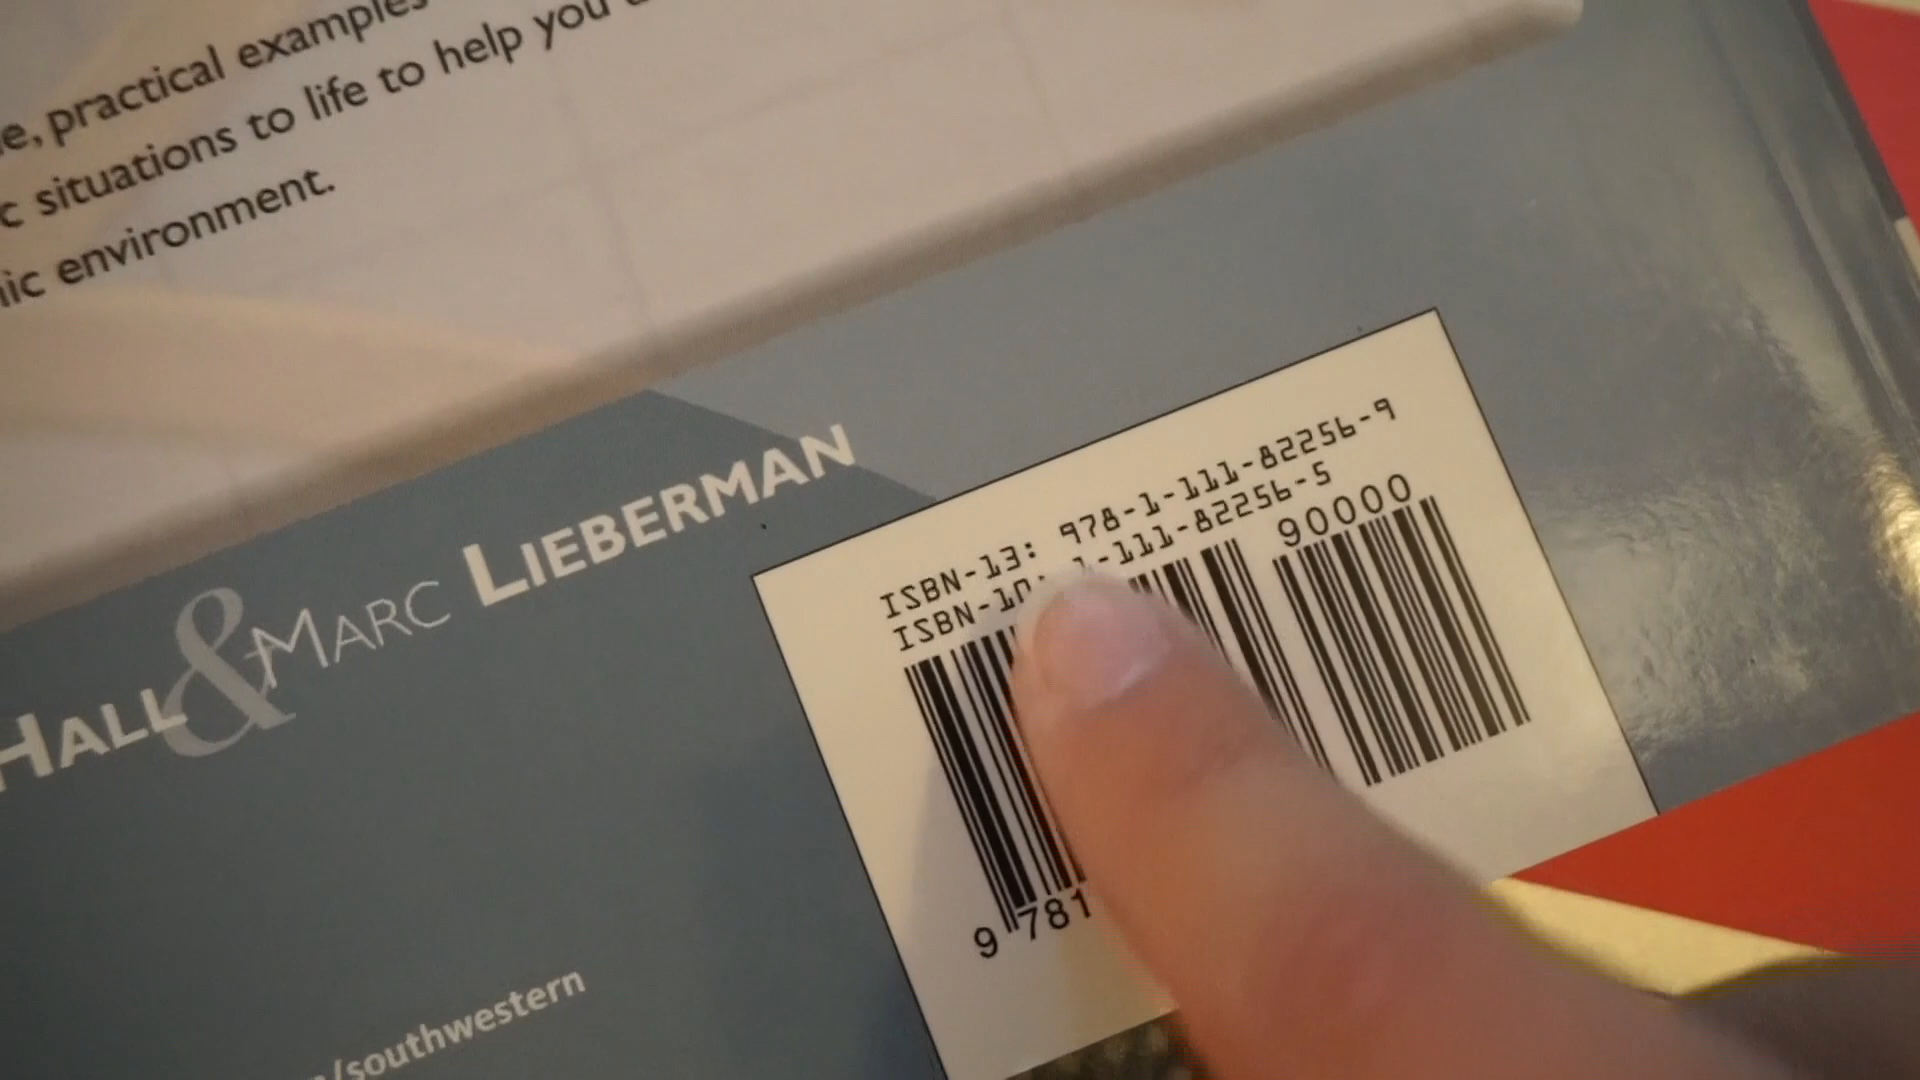 practical examples
situations to life to help you
environment.
HALL & MARC LIEBERMAN
ISBN-13: 978-1-111-82256-9
ISBN-10: 1-111-82256-5
90000
9 781
/southwestern